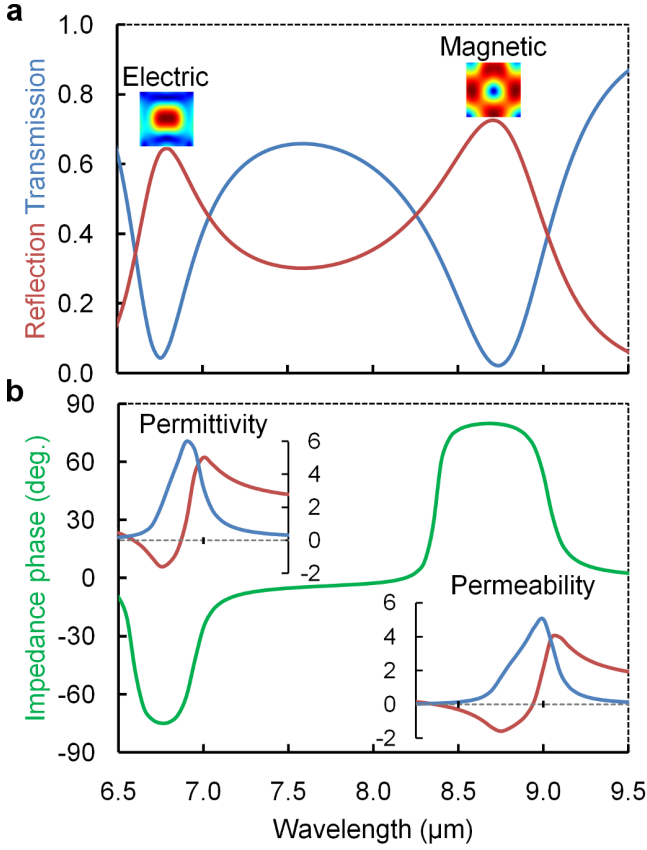 a
Reflection Transmission
1.0
0.8
0.6
0.4
0.2
0.0
Electric
Magnetic
b
Impedance phase (deg.)
90
60
30
0
-30
-60
-90
Permittivity
6
4
2
0
-2
Permeability
6
4
2
0
-2
6.5 7.0 7.5 8.0 8.5 9.0 9.5
Wavelength (µm)